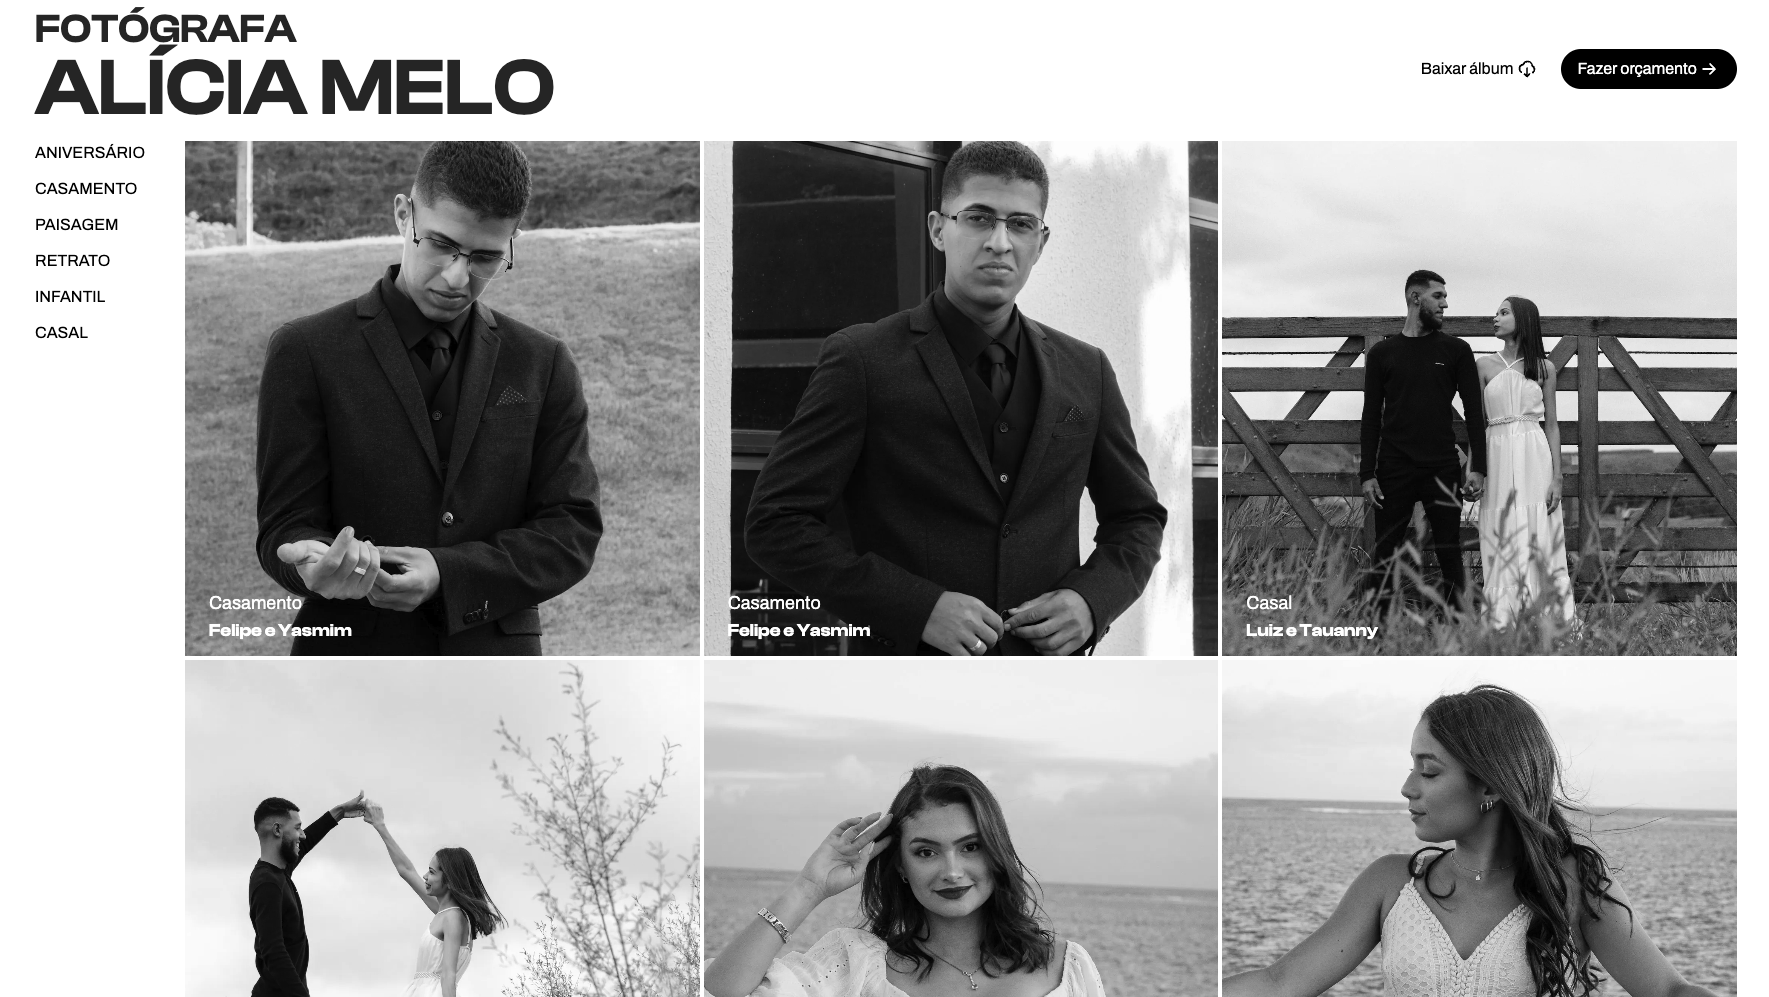 FOTÓGRAFA
ALÍCIA MELO
Baixar álbum
Fazer orçamento →
ANIVERSÁRIO
CASAMENTO
PAISAGEM
RETRATO
INFANTIL
CASAL
Casamento
Felipe e Yasmim
Casamento
Felipe e Yasmim
Casal
Luiz e Tauanny